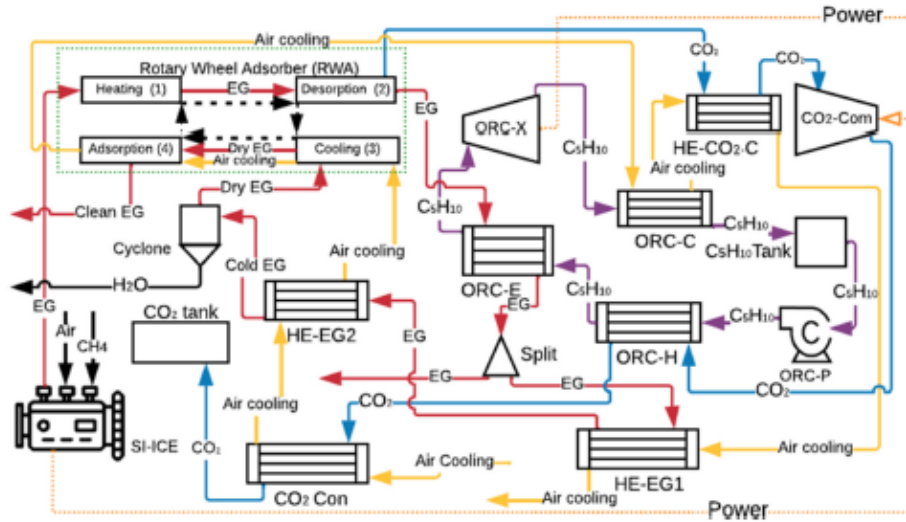 Power
Air cooling
CO₂
CO₂
Rotary Wheel Adsorber (RWA)
Heating (1)
EG
Desorption (2)
EG
ORC-X
CO₂-Com
HE-CO₂-C
Adsorption (4)
Dry EG
Cooling (3)
Air cooling
C₅H₁₀
Air cooling
Dry EG
Clean EG
C₅H₁₀
ORC-C
C₅H₁₀
C₅H₁₀Tank
Cyclone
Cold EG
Air cooling
ORC-E
EG
C₅H₁₀
C₅H₁₀
H₂O
EG
CO₂ tank
HE-EG2
EG
Split
ORC-H
C₅H₁₀
C
ORC-P
Air
CH₄
EG
EG
CO₂
CO₂
Air cooling
SI-ICE
CO₂
Air Cooling
Air cooling
CO₂ Con
Air cooling
HE-EG1
Power